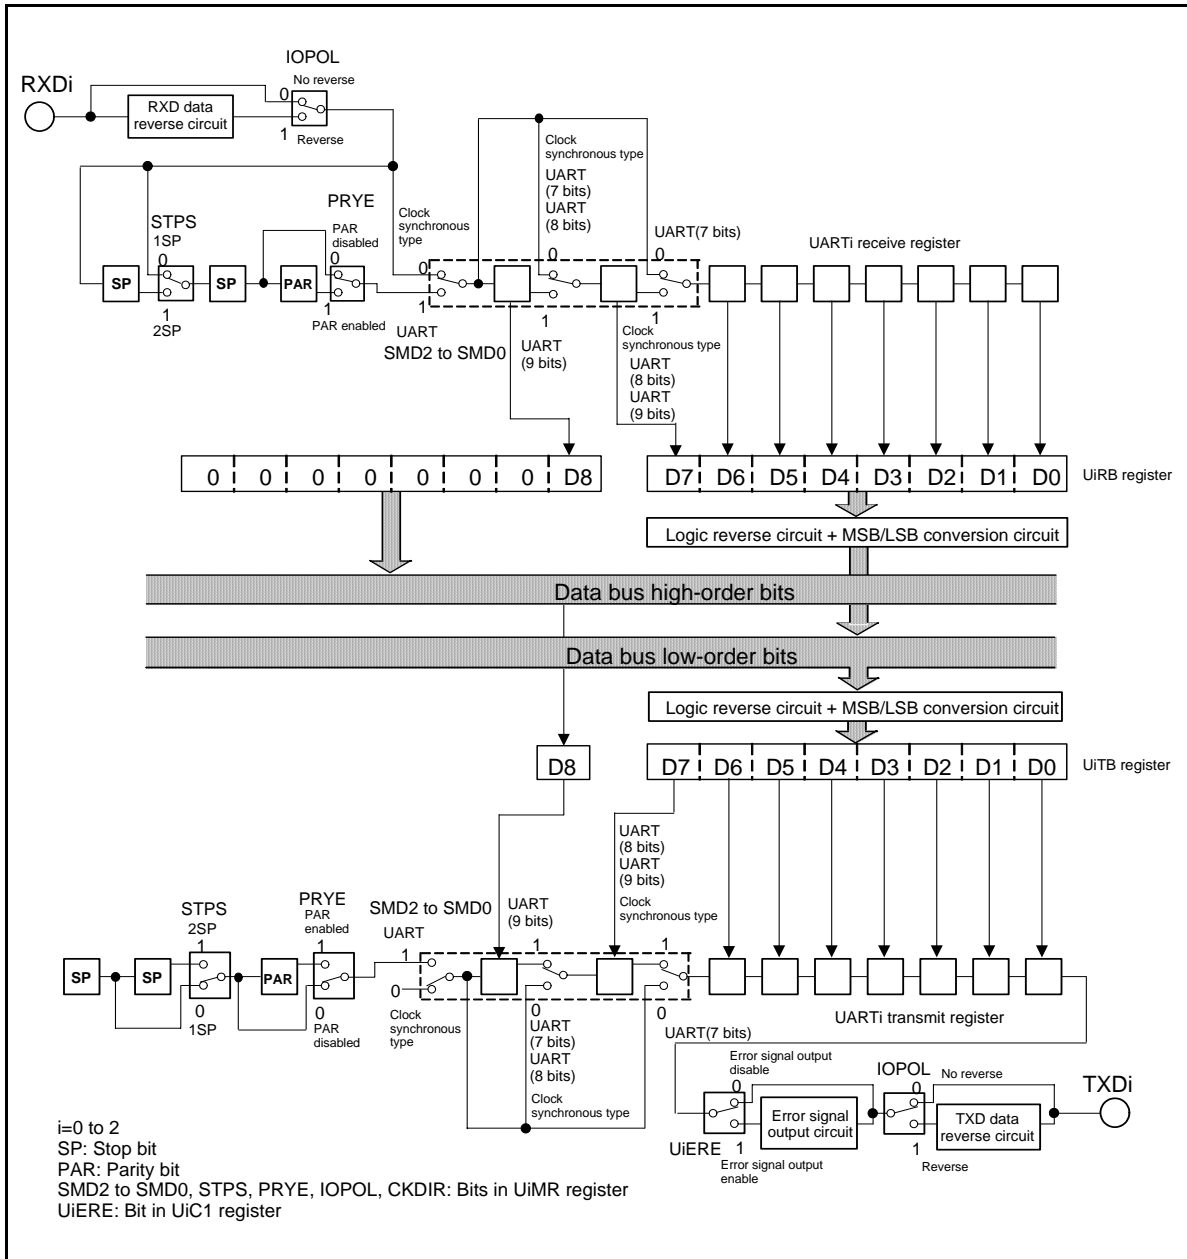 IOPOL
No reverse
RXDi
0
RXD data
reverse circuit
1
Reverse
Clock
synchronous type
UART
(7 bits)
UART
(8 bits)
STPS
1SP
0
PRYE
PAR
disabled
0
Clock
synchronous
type
0
UART(7 bits)
0
0
UARTi receive register
SP
SP
PAR
1
2SP
1
PAR enabled
1
UART
SMD2 to SMD0
1
UART
(9 bits)
1
Clock
synchronous type
UART
(8 bits)
UART
(9 bits)
0 0 0 0 0 0 0 D8
D7 D6 D5 D4 D3 D2 D1 D0
UiRB register
Logic reverse circuit + MSB/LSB conversion circuit
Data bus high-order bits
Data bus low-order bits
Logic reverse circuit + MSB/LSB conversion circuit
D8
D7 D6 D5 D4 D3 D2 D1 D0
UiTB register
UART
(8 bits)
UART
(9 bits)
Clock
synchronous type
STPS
2SP
1
PRYE
PAR
enabled
1
SMD2 to SMD0
UART
1
UART
(9 bits)
1
1
SP
SP
PAR
0
1SP
0
PAR
disabled
0
Clock
synchronous
type
0
UART
(7 bits)
UART
(8 bits)
Clock
synchronous type
0
UART(7 bits)
UARTi transmit register
Error signal output
disable
0
IOPOL
0
No reverse
TXDi
Error signal
output circuit
TXD data
reverse circuit
UiERE
1
Error signal output
enable
1
Reverse
i=0 to 2
SP: Stop bit
PAR: Parity bit
SMD2 to SMD0, STPS, PRYE, IOPOL, CKDIR: Bits in UiMR register
UiERE: Bit in UiC1 register